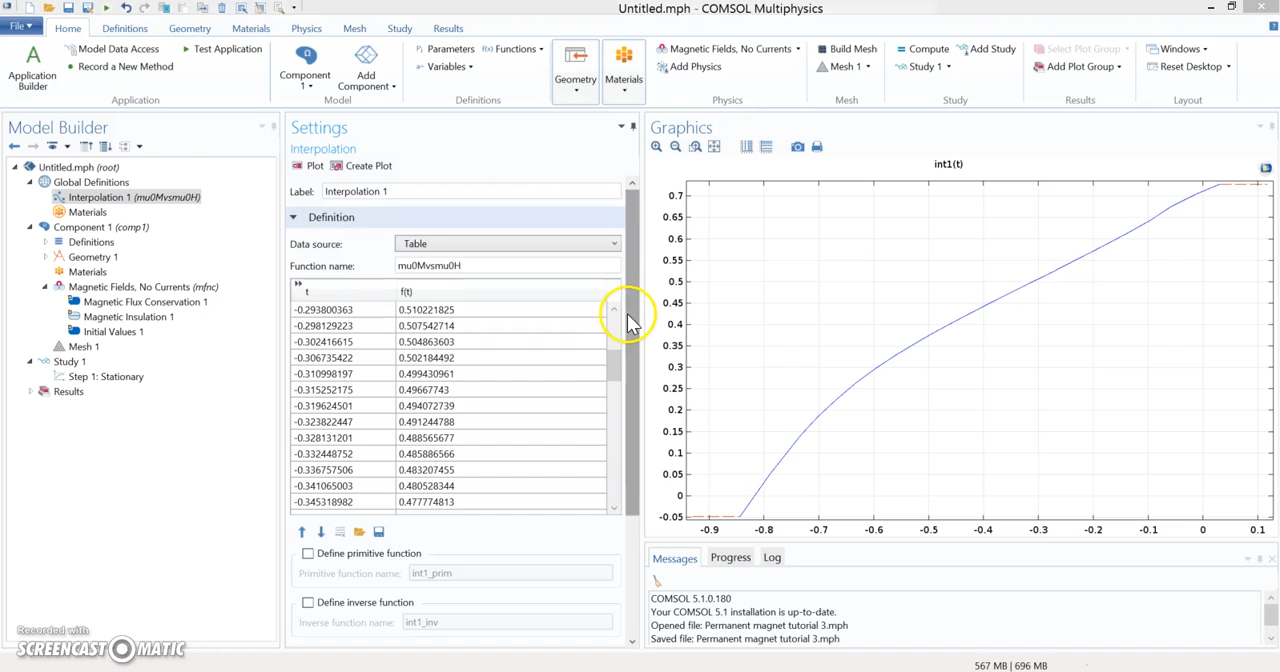 Untitled.mph - COMSOL Multiphysics
File
Home
Definitions
Geometry
Materials
Physics
Mesh
Study
Results
Application Builder
Model Data Access
Record a New Method
Test Application
Application
Component 1
Add Component
Model
Parameters
Variables
Functions
Definitions
Geometry
Materials
Magnetic Fields, No Currents
Add Physics
Physics
Build Mesh
Mesh 1
Mesh
Compute
Study 1
Add Study
Study
Select Plot Group
Add Plot Group
Results
Windows
Reset Desktop
Layout
Model Builder
Untitled.mph (root)
Global Definitions
Interpolation 1 (mu0Mvsmu0H)
Materials
Component 1 (comp1)
Definitions
Geometry 1
Materials
Magnetic Fields, No Currents (mfnc)
Magnetic Flux Conservation 1
Magnetic Insulation 1
Initial Values 1
Mesh 1
Study 1
Step 1: Stationary
Results
Settings
Interpolation
Plot
Create Plot
Label: Interpolation 1
Definition
Data source: Table
Function name: mu0Mvsmu0H
t f(t)
-0.293800363 0.510221825
-0.298129223 0.507542714
-0.302416615 0.504863603
-0.306735422 0.502184492
-0.310998197 0.499430961
-0.315252175 0.49667743
-0.319624501 0.494072739
-0.323822447 0.491244788
-0.328131201 0.488565677
-0.332448752 0.485886566
-0.336757506 0.483207455
-0.341065003 0.480528344
-0.345318982 0.477774813
Define primitive function
Primitive function name: int1_prim
Define inverse function
Inverse function name: int1_inv
Graphics
int1(t)
0.7
0.65
0.6
0.55
0.5
0.45
0.4
0.35
0.3
0.25
0.2
0.15
0.1
0.05
0
-0.05
-0.9 -0.8 -0.7 -0.6 -0.5 -0.4 -0.3 -0.2 -0.1 0 0.1
Messages
Progress
Log
COMSOL 5.1.0.180
Your COMSOL 5.1 installation is up-to-date.
Opened file: Permanent magnet tutorial 3.mph
Saved file: Permanent magnet tutorial 3.mph
567 MB | 696 MB
Recorded with
SCREENCAST-O-MATIC